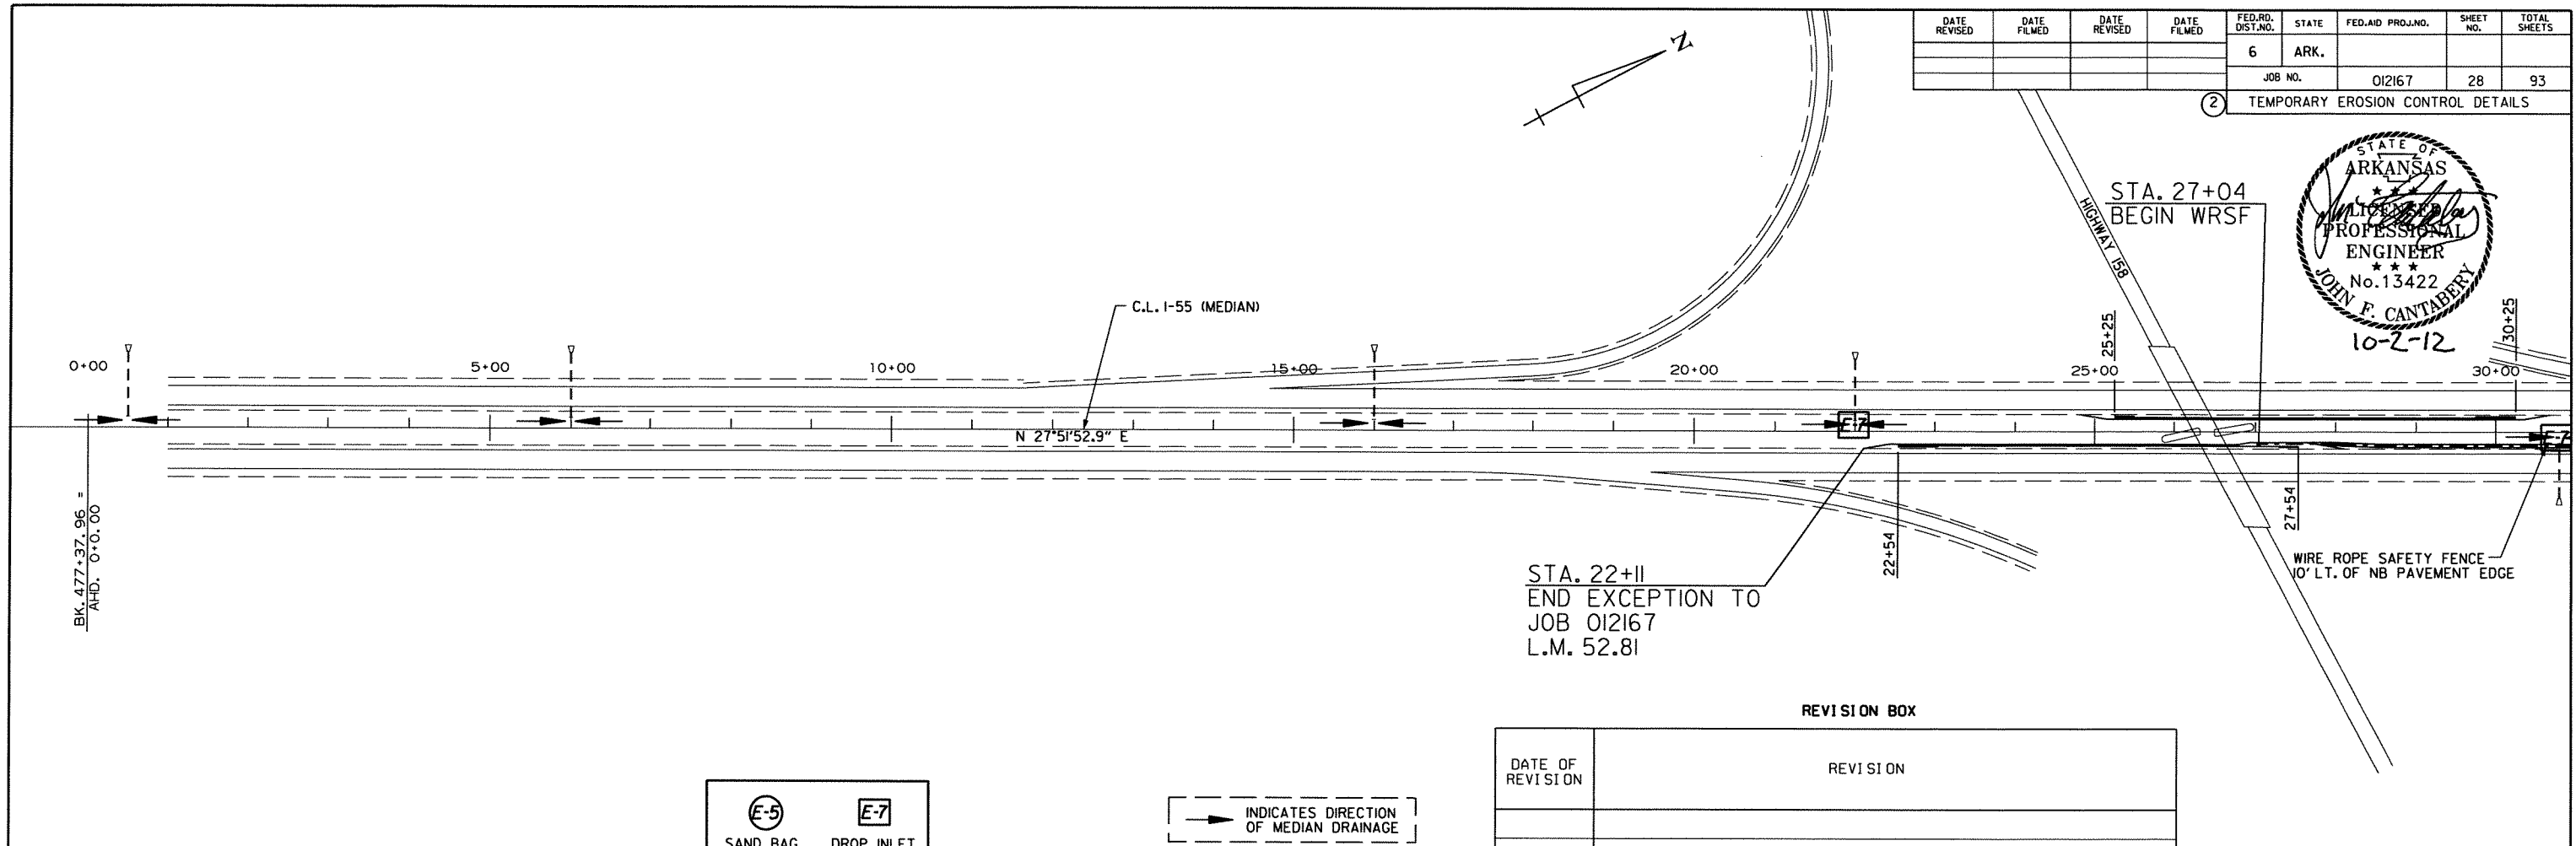 DATE REVISED
DATE FILMED
DATE REVISED
DATE FILMED
FED.RD. DIST.NO.
STATE
FED.AID PROJ.NO.
SHEET NO.
TOTAL SHEETS
6
ARK.
JOB NO.
012167
28
93
2
TEMPORARY EROSION CONTROL DETAILS
N
STATE OF
ARKANSAS
LICENSED
PROFESSIONAL
ENGINEER
No.13422
JOHN F. CANTABERY
10-2-12
STA. 27+04
BEGIN WRSF
HIGHWAY 158
C.L. I-55 (MEDIAN)
25+25
30+25
0+00
5+00
10+00
15+00
20+00
25+00
30+00
N 27°51'52.9" E
E-7
E-7
BK. 477+37.96 =
AHD. 0+0.00
22+54
27+54
WIRE ROPE SAFETY FENCE
10' LT. OF NB PAVEMENT EDGE
STA. 22+11
END EXCEPTION TO
JOB 012167
L.M. 52.81
REVISION BOX
DATE OF
REVISION
REVISION
E-5
E-7
SAND BAG
DROP INLET
INDICATES DIRECTION
OF MEDIAN DRAINAGE